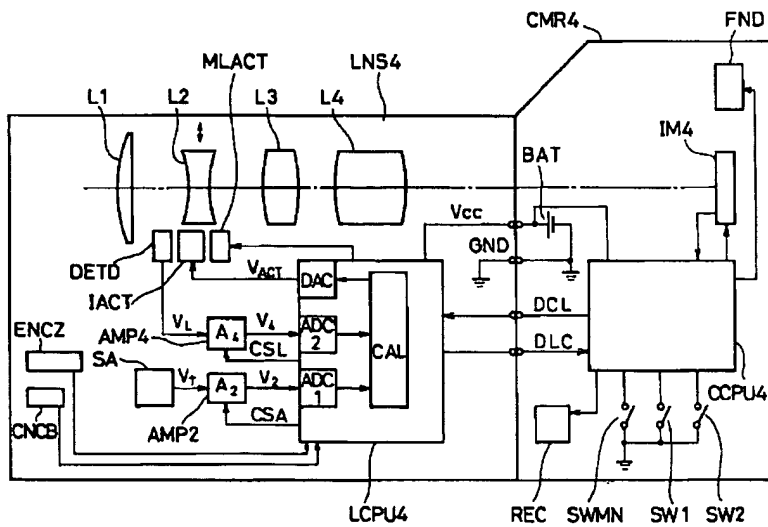 CMR4
FND
MLACT
LNS4
L1
L2
L3
L4
IM4
BAT
Vcc
GND
DETD
IACT
VACT
DAC
DCL
ENCZ
VL
A4
V4
ADC
2
CAL
AMP4
CSL
DLC
SA
VT
A2
V2
ADC
1
CCPU4
CNCB
AMP2
CSA
LCPU4
REC
SWMN
SW1
SW2